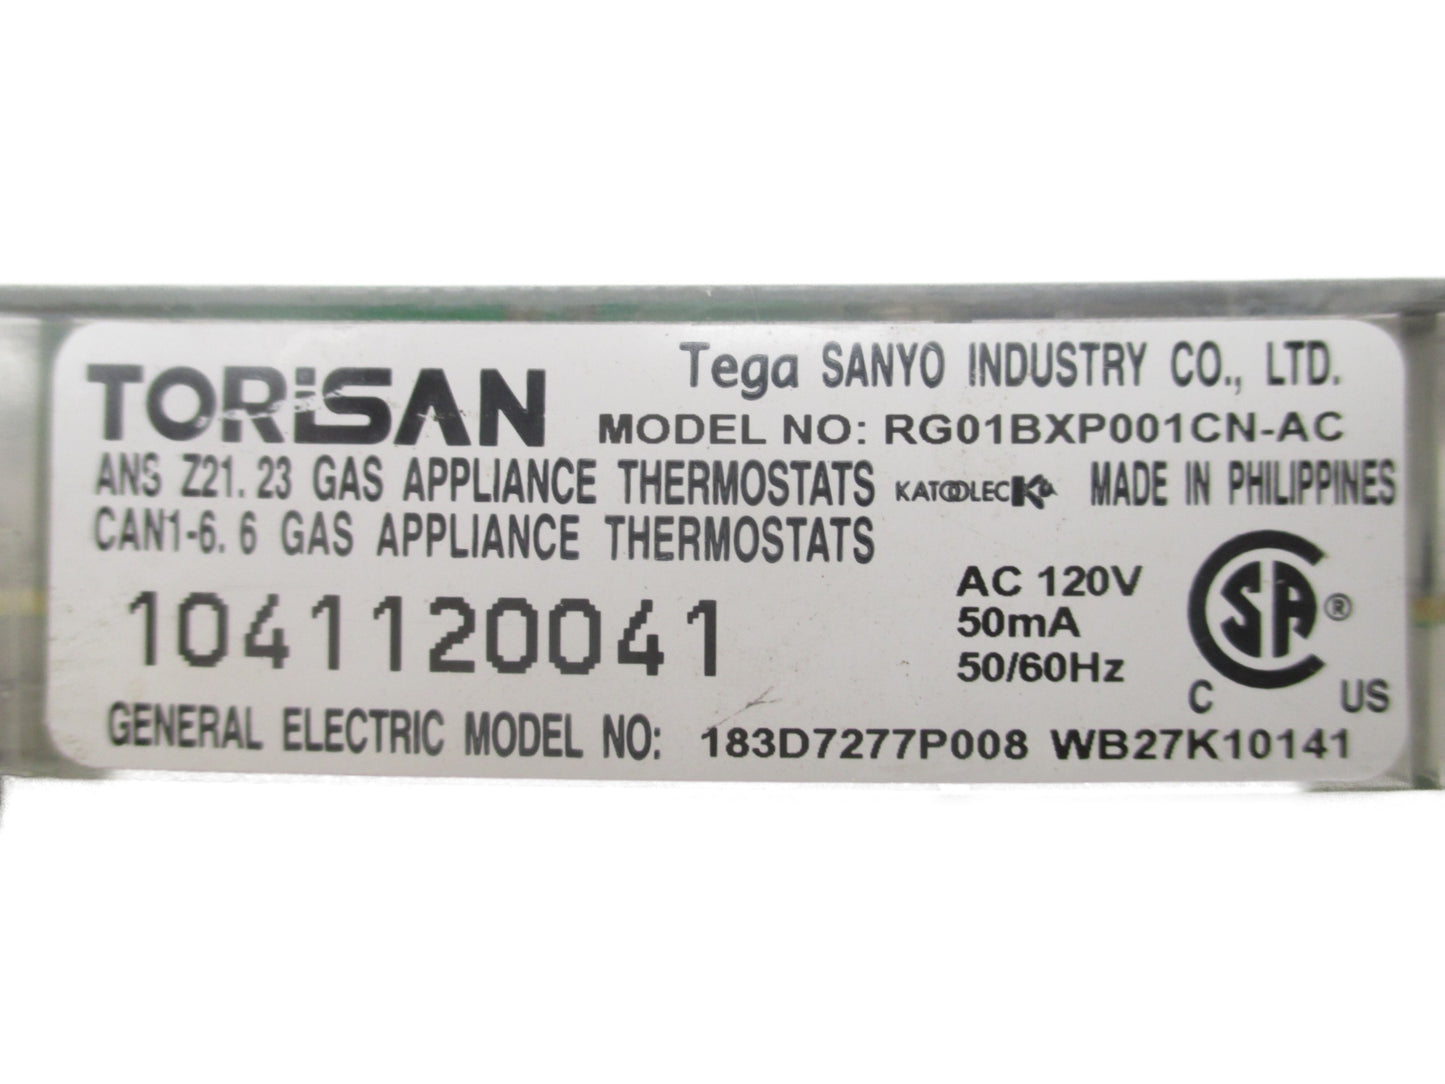 TORiSAN
Tega SANYO INDUSTRY CO., LTD.
MODEL NO: RG01BXP001CN-AC
ANS Z21. 23 GAS APPLIANCE THERMOSTATS
KATOOLEC K MADE IN PHILIPPINES
CAN1-6. 6 GAS APPLIANCE THERMOSTATS
1041120041
AC 120V
50mA
50/60Hz
SA ®
C US
GENERAL ELECTRIC MODEL NO: 183D7277P008 WB27K10141